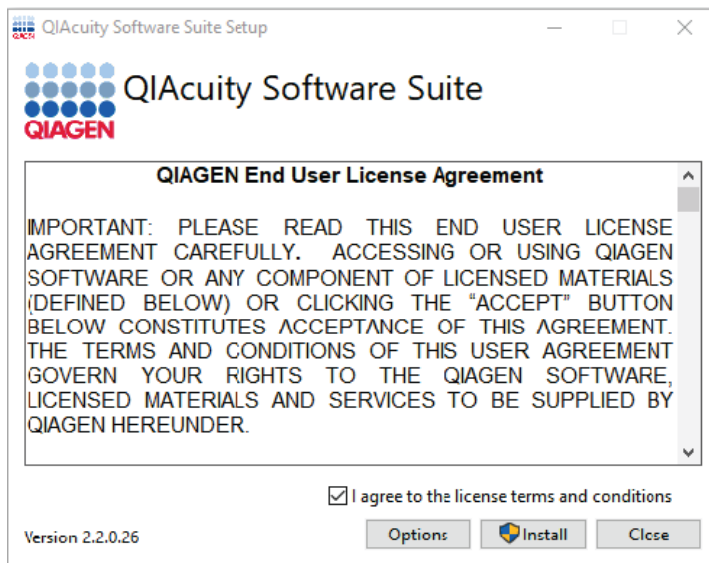 QIAGEN QIAcuity Software Suite Setup
QIAcuity Software Suite
QIAGEN
QIAGEN End User License Agreement
IMPORTANT: PLEASE READ THIS END USER LICENSE
AGREEMENT CAREFULLY. ACCESSING OR USING QIAGEN
SOFTWARE OR ANY COMPONENT OF LICENSED MATERIALS
(DEFINED BELOW) OR CLICKING THE “ACCEPT” BUTTON
BELOW CONSTITUTES ACCEPTANCE OF THIS AGREEMENT.
THE TERMS AND CONDITIONS OF THIS USER AGREEMENT
GOVERN YOUR RIGHTS TO THE QIAGEN SOFTWARE,
LICENSED MATERIALS AND SERVICES TO BE SUPPLIED BY
QIAGEN HEREUNDER.
I agree to the license terms and conditions
Version 2.2.0.26 Options Install Close